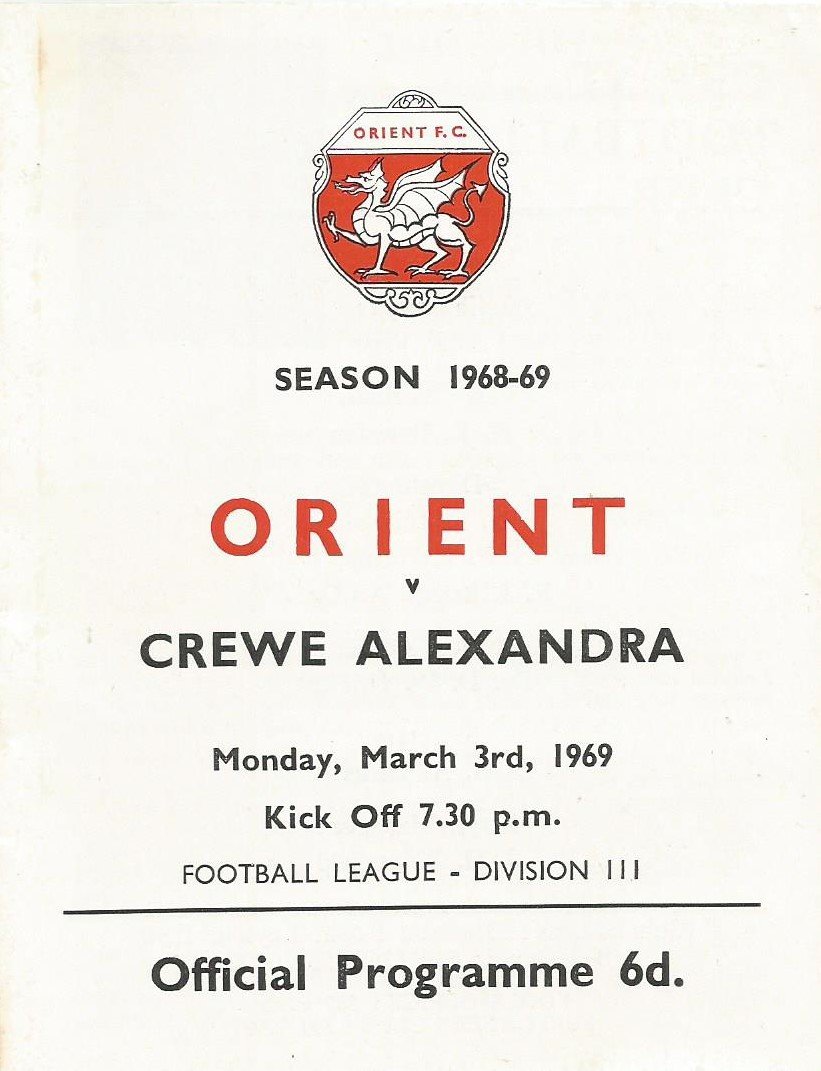 ORIENT F.C.
SEASON 1968-69
ORIENT
v
CREWE ALEXANDRA
Monday, March 3rd, 1969
Kick Off 7.30 p.m.
FOOTBALL LEAGUE - DIVISION III
Official Programme 6d.